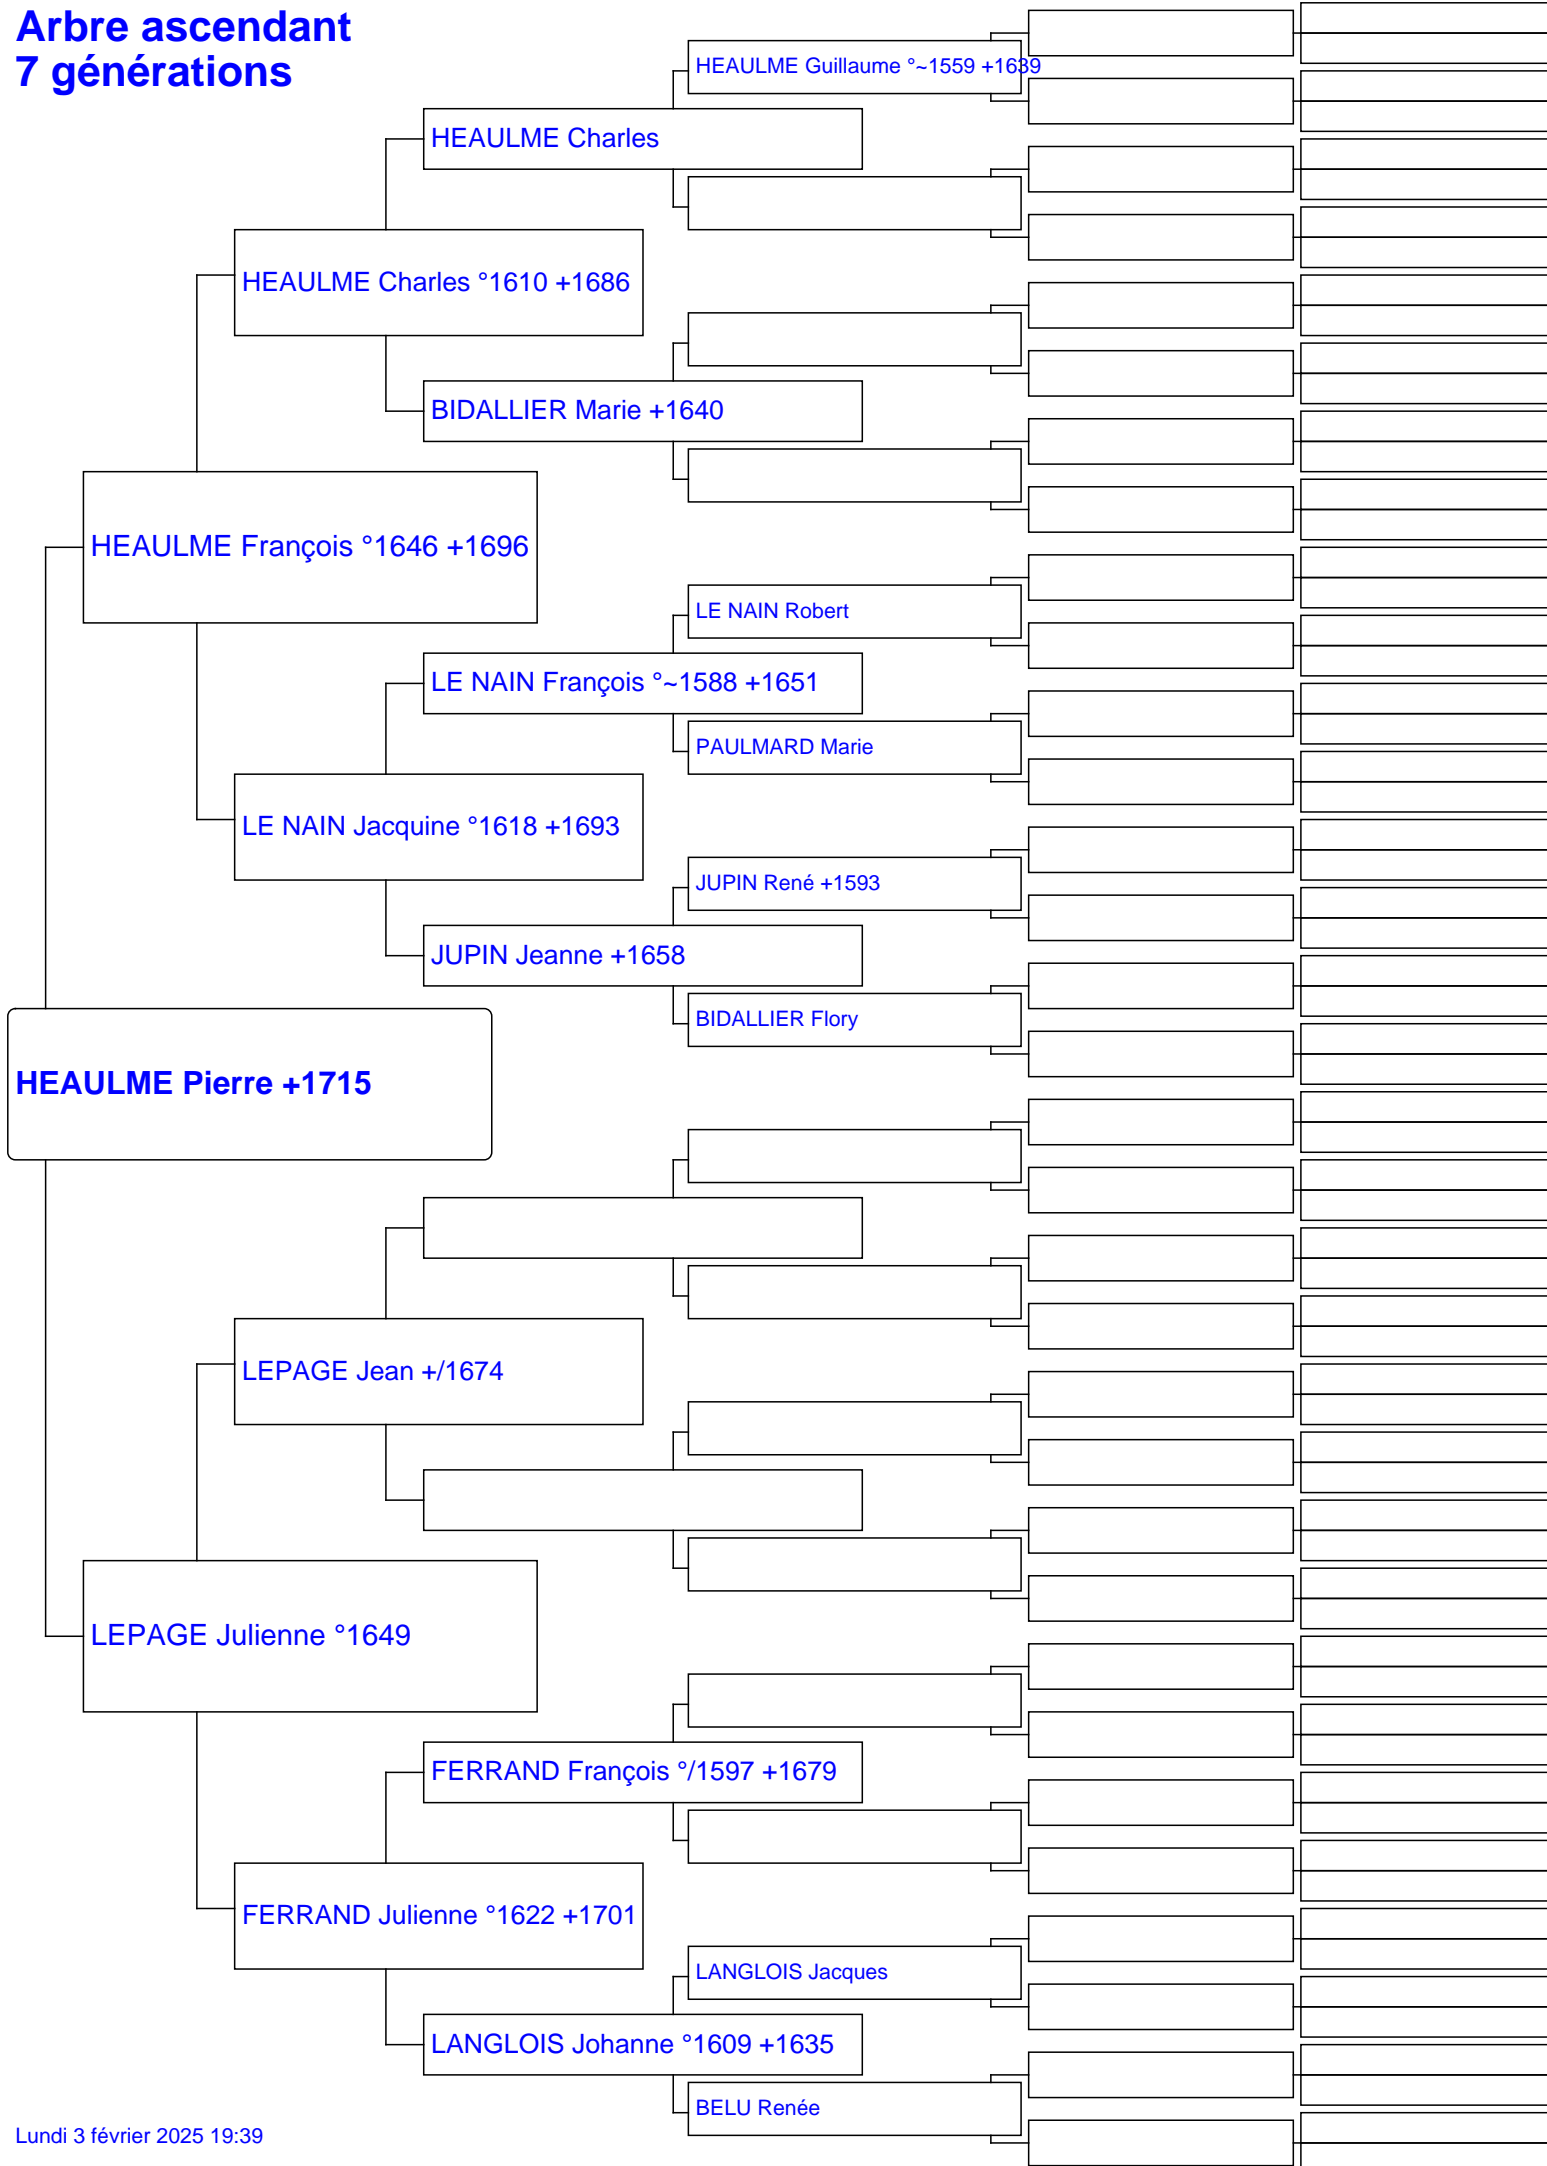 Arbre ascendant
7 générations
HEAULME Guillaume °~1559 +1639
HEAULME Charles
HEAULME Charles °1610 +1686
BIDALLIER Marie +1640
HEAULME François °1646 +1696
LE NAIN Robert
LE NAIN François °~1588 +1651
PAULMARD Marie
LE NAIN Jacquine °1618 +1693
JUPIN René +1593
JUPIN Jeanne +1658
BIDALLIER Flory
HEAULME Pierre +1715
LEPAGE Jean +/1674
LEPAGE Julienne °1649
FERRAND François °/1597 +1679
FERRAND Julienne °1622 +1701
LANGLOIS Jacques
LANGLOIS Johanne °1609 +1635
BELU Renée
Lundi 3 février 2025 19:39